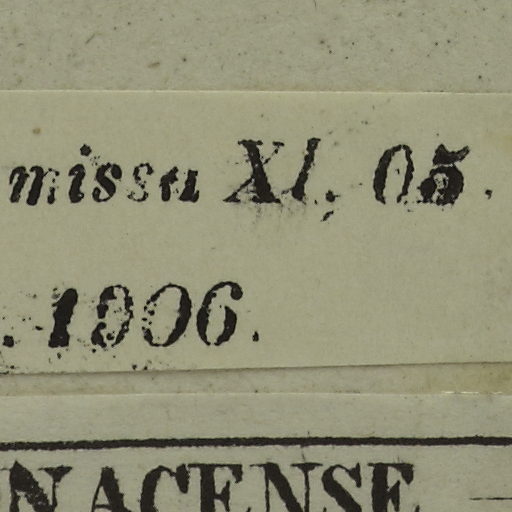 missa XI. 05.
. 1906.
NACENSE